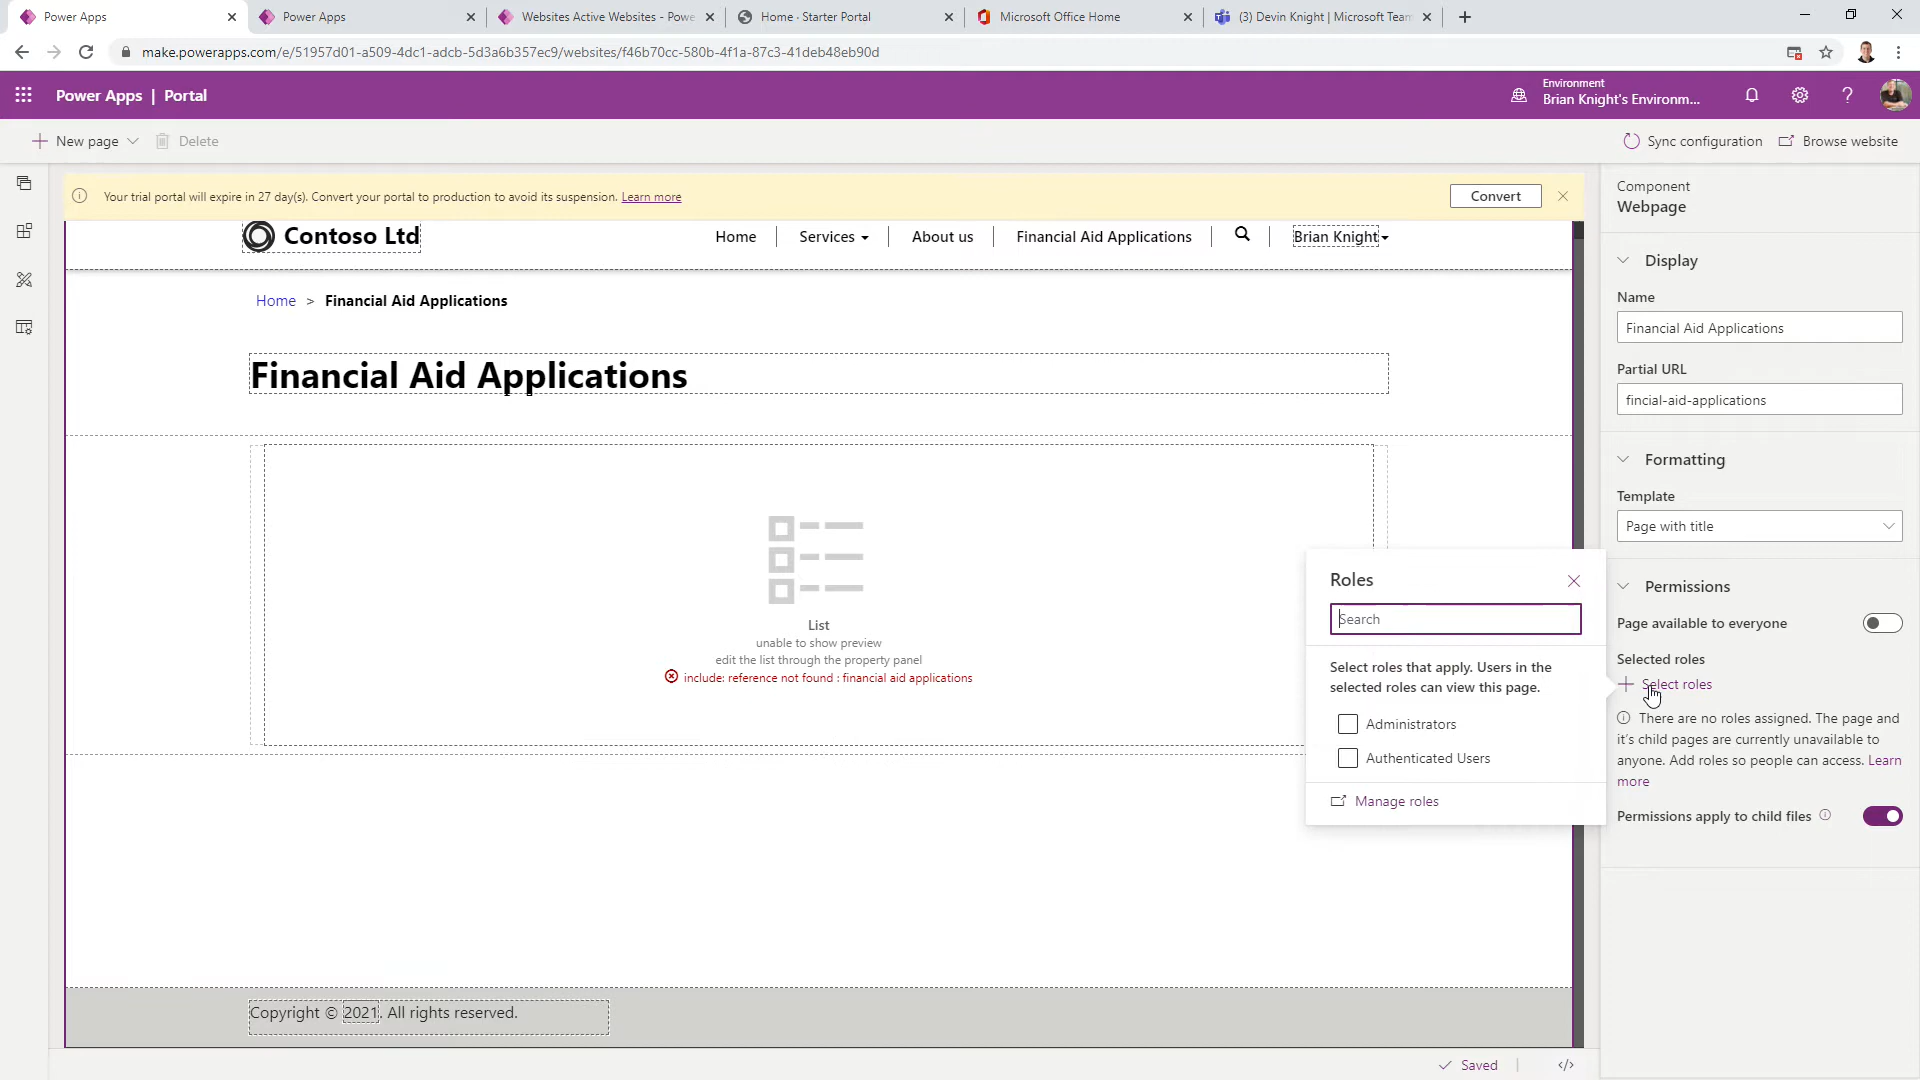 Power Apps
Power Apps
Websites Active Websites - Powe
Home · Starter Portal
Microsoft Office Home
(3) Devin Knight | Microsoft Team
make.powerapps.com/e/51957d01-a509-4dc1-adcb-5d3a6b357ec9/websites/f46b70cc-580b-4f1a-87c3-41deb48eb90d
Power Apps | Portal
Environment
Brian Knight's Environm...
New page
Delete
Sync configuration
Browse website
Your trial portal will expire in 27 day(s). Convert your portal to production to avoid its suspension. Learn more
Convert
Contoso Ltd
Home
Services
About us
Financial Aid Applications
Brian Knight
Home > Financial Aid Applications
Financial Aid Applications
List
unable to show preview
edit the list through the property panel
include: reference not found : financial aid applications
Copyright © 2021. All rights reserved.
Roles
Search
Select roles that apply. Users in the
selected roles can view this page.
Administrators
Authenticated Users
Manage roles
Component
Webpage
Display
Name
Financial Aid Applications
Partial URL
fincial-aid-applications
Formatting
Template
Page with title
Permissions
Page available to everyone
Selected roles
Select roles
There are no roles assigned. The page and
it's child pages are currently unavailable to
anyone. Add roles so people can access. Learn
more
Permissions apply to child files
Saved
</>